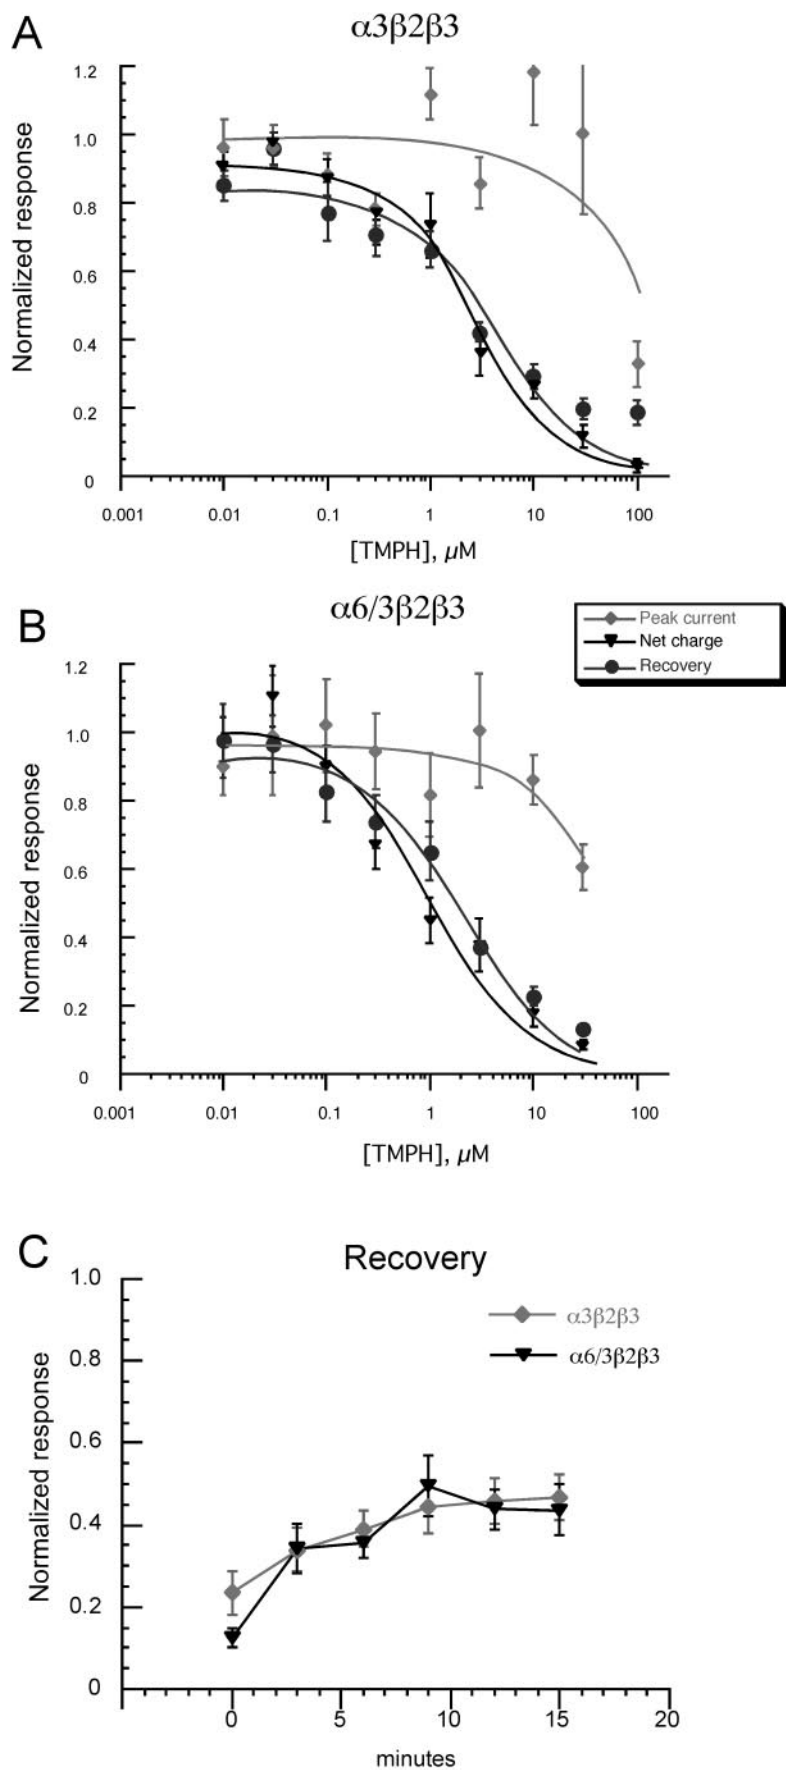 A
α3β2β3
1.2
1.0
0.8
0.6
0.4
0.2
0
Normalized response
0.001 0.01 0.1 1 10 100
[TMPH], μM
B
α6/3β2β3
Peak current
Net charge
Recovery
1.2
1.0
0.8
0.6
0.4
0.2
0
Normalized response
0.001 0.01 0.1 1 10 100
[TMPH], μM
C
Recovery
α3β2β3
α6/3β2β3
1.0
0.8
0.6
0.4
0.2
0
Normalized response
0 5 10 15 20
minutes